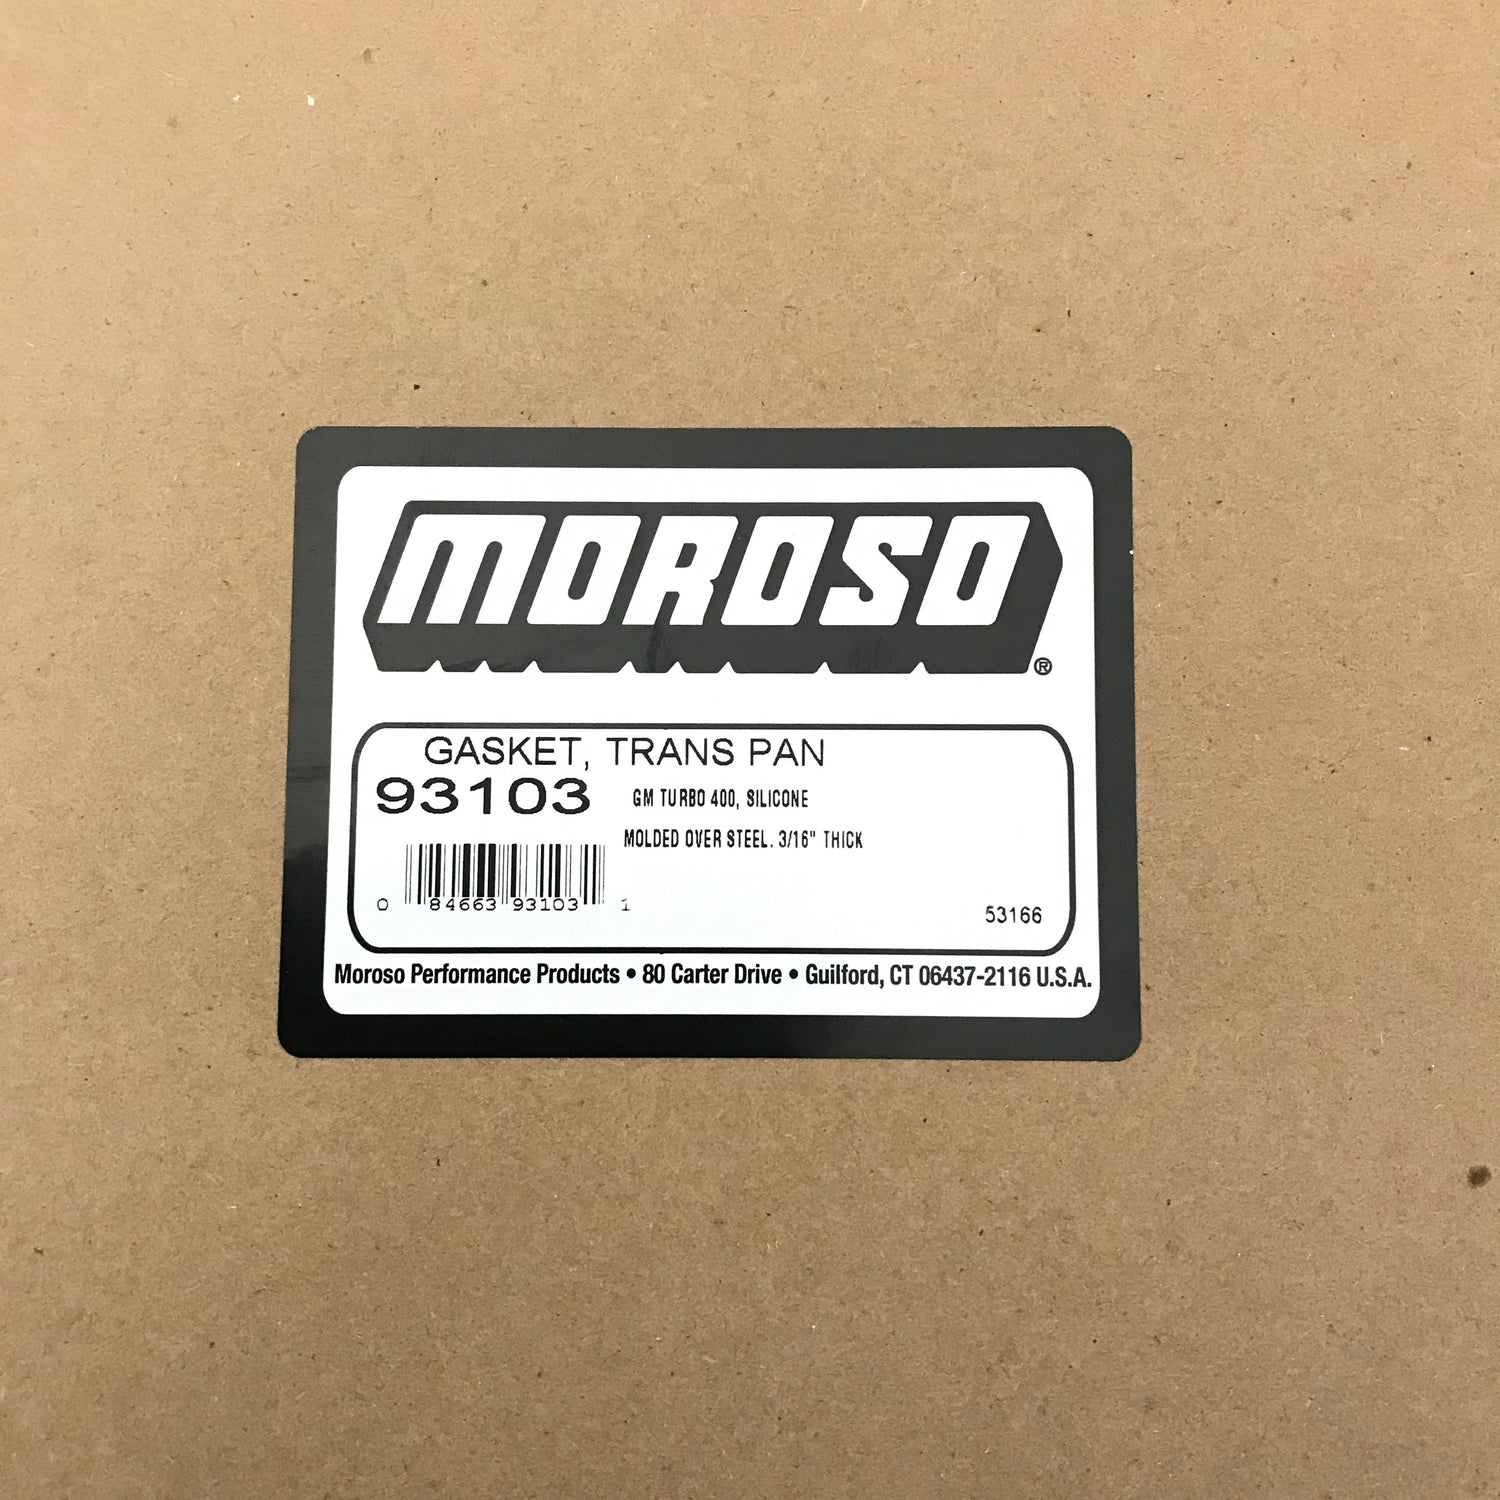 MOROSO®
GASKET, TRANS PAN
93103 GM TURBO 400, SILICONE
MOLDED OVER STEEL. 3/16" THICK
0 84663 93103 1
53166
Moroso Performance Products • 80 Carter Drive • Guilford, CT 06437-2116 U.S.A.